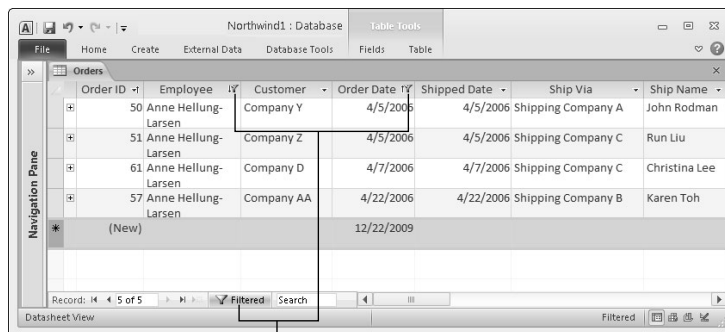 Northwind1 : Database Table Tools
File Home Create External Data Database Tools Fields Table
Orders
Order ID Employee Customer Order Date Shipped Date Ship Via Ship Name
50 Anne Hellung- Company Y 4/5/2006 4/5/2006 Shipping Company A John Rodman
Larsen
51 Anne Hellung- Company Z 4/5/2006 4/5/2006 Shipping Company C Run Liu
Larsen
61 Anne Hellung- Company D 4/7/2006 4/7/2006 Shipping Company C Christina Lee
Larsen
57 Anne Hellung- Company AA 4/22/2006 4/22/2006 Shipping Company B Karen Toh
Larsen
(New) 12/22/2009
Navigation Pane
Record: 5 of 5 Filtered Search
Datasheet View Filtered